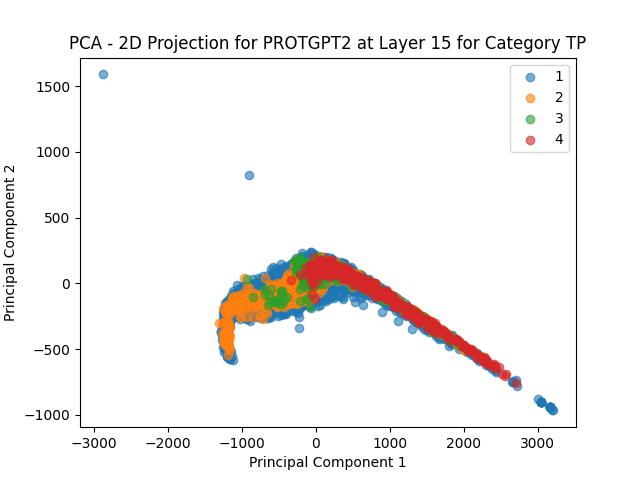 PCA - 2D Projection for PROTGPT2 at Layer 15 for Category TP
1
2
3
4
1500
1000
500
0
−500
−1000
Principal Component 2
−3000 −2000 −1000 0 1000 2000 3000
Principal Component 1